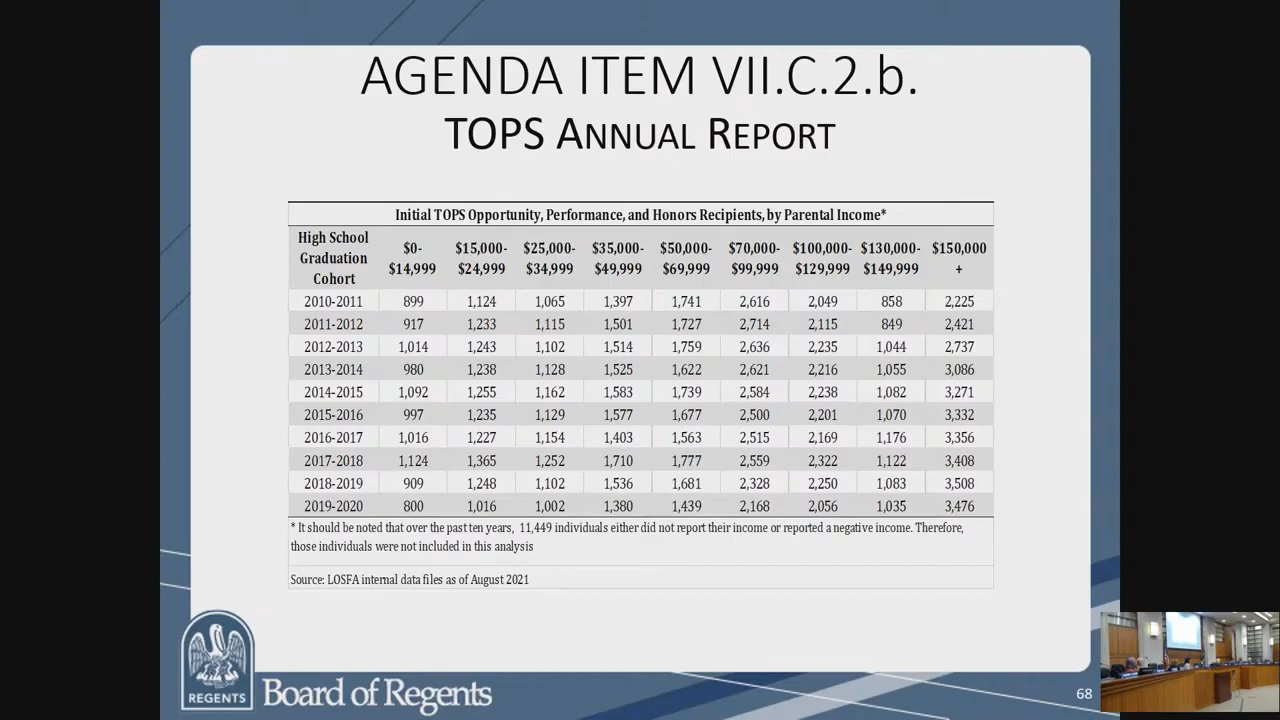 AGENDA ITEM VII.C.2.b.
TOPS ANNUAL REPORT
Initial TOPS Opportunity, Performance, and Honors Recipients, by Parental Income*
High School Graduation Cohort $0-$14,999 $15,000-$24,999 $25,000-$34,999 $35,000-$49,999 $50,000-$69,999 $70,000-$99,999 $100,000-$129,999 $130,000-$149,999 $150,000 +
2010-2011 899 1,124 1,065 1,397 1,741 2,616 2,049 858 2,225
2011-2012 917 1,233 1,115 1,501 1,727 2,714 2,115 849 2,421
2012-2013 1,014 1,243 1,102 1,514 1,759 2,636 2,235 1,044 2,737
2013-2014 980 1,238 1,128 1,525 1,622 2,621 2,216 1,055 3,086
2014-2015 1,092 1,255 1,162 1,583 1,739 2,584 2,238 1,082 3,271
2015-2016 997 1,235 1,129 1,577 1,677 2,500 2,201 1,070 3,332
2016-2017 1,016 1,227 1,154 1,403 1,563 2,515 2,169 1,176 3,356
2017-2018 1,124 1,365 1,252 1,710 1,777 2,559 2,322 1,122 3,408
2018-2019 909 1,248 1,102 1,536 1,681 2,328 2,250 1,083 3,508
2019-2020 800 1,016 1,002 1,380 1,439 2,168 2,056 1,035 3,476
* It should be noted that over the past ten years, 11,449 individuals either did not report their income or reported a negative income. Therefore,
those individuals were not included in this analysis
Source: LOSFA internal data files as of August 2021
REGENTS
Board of Regents
68